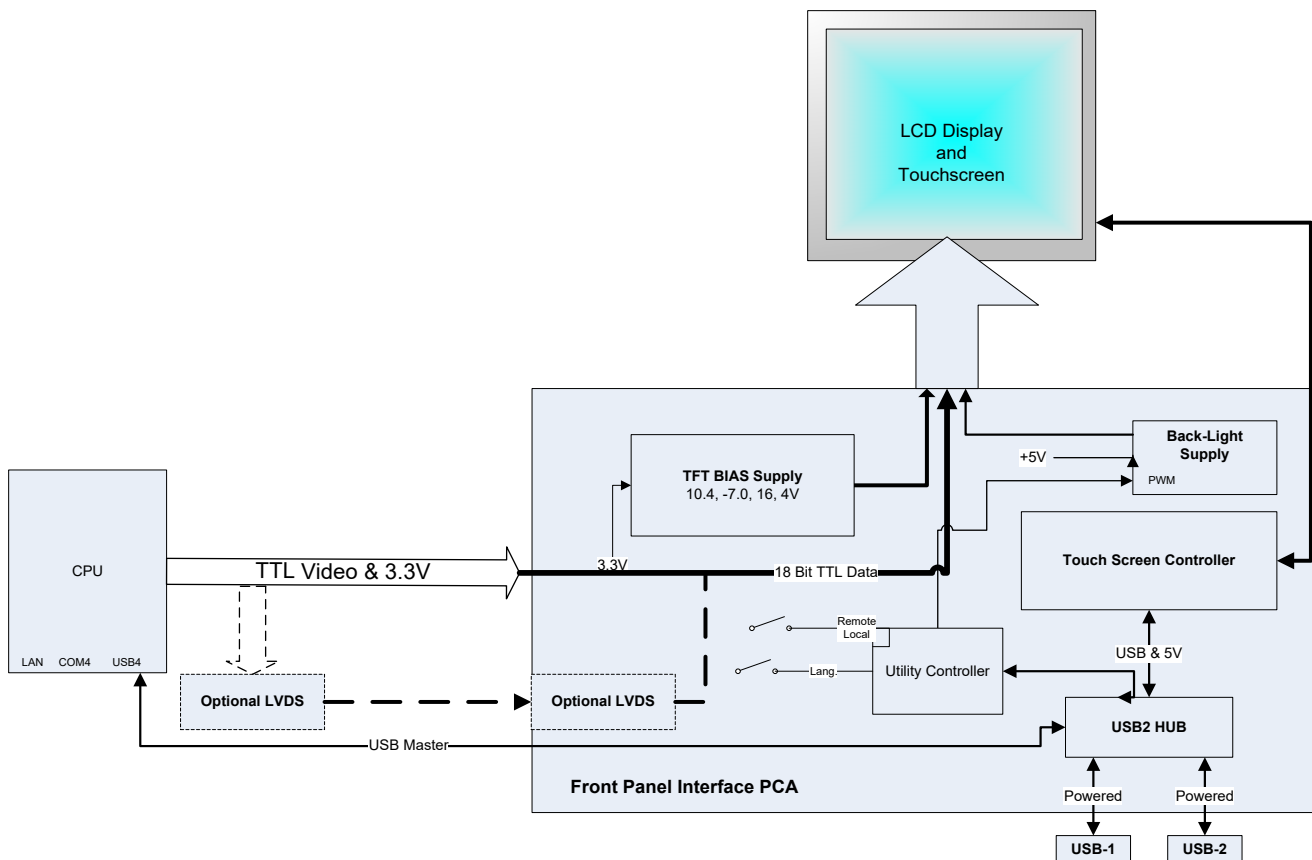 LCD Display
and
Touchscreen
Back-Light
Supply
+5V
PWM
TFT BIAS Supply
10.4, -7.0, 16, 4V
CPU
TTL Video & 3.3V
3.3V
18 Bit TTL Data
Touch Screen Controller
Remote
Local
Lang.
Utility Controller
USB & 5V
LAN
COM4
USB4
Optional LVDS
Optional LVDS
USB2 HUB
USB Master
Front Panel Interface PCA
Powered
Powered
USB-1
USB-2